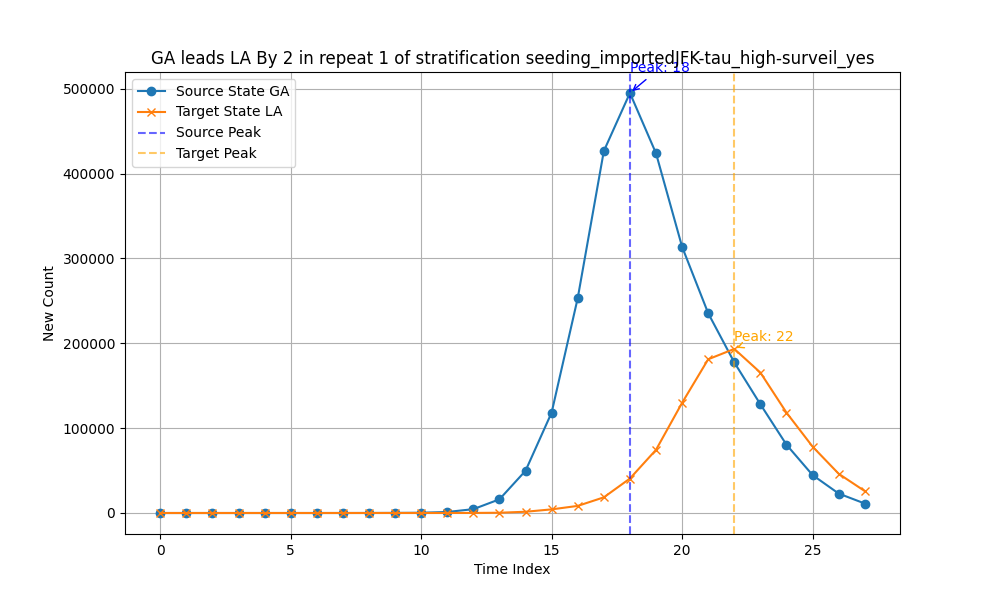 GA leads LA By 2 in repeat 1 of stratification seeding_importedJFK-tau_high-surveil_yes
Peak: 18
500000
Source State GA
Target State LA
Source Peak
Target Peak
400000
300000
New Count
200000
Peak: 22
100000
0
0 5 10 15 20 25
Time Index